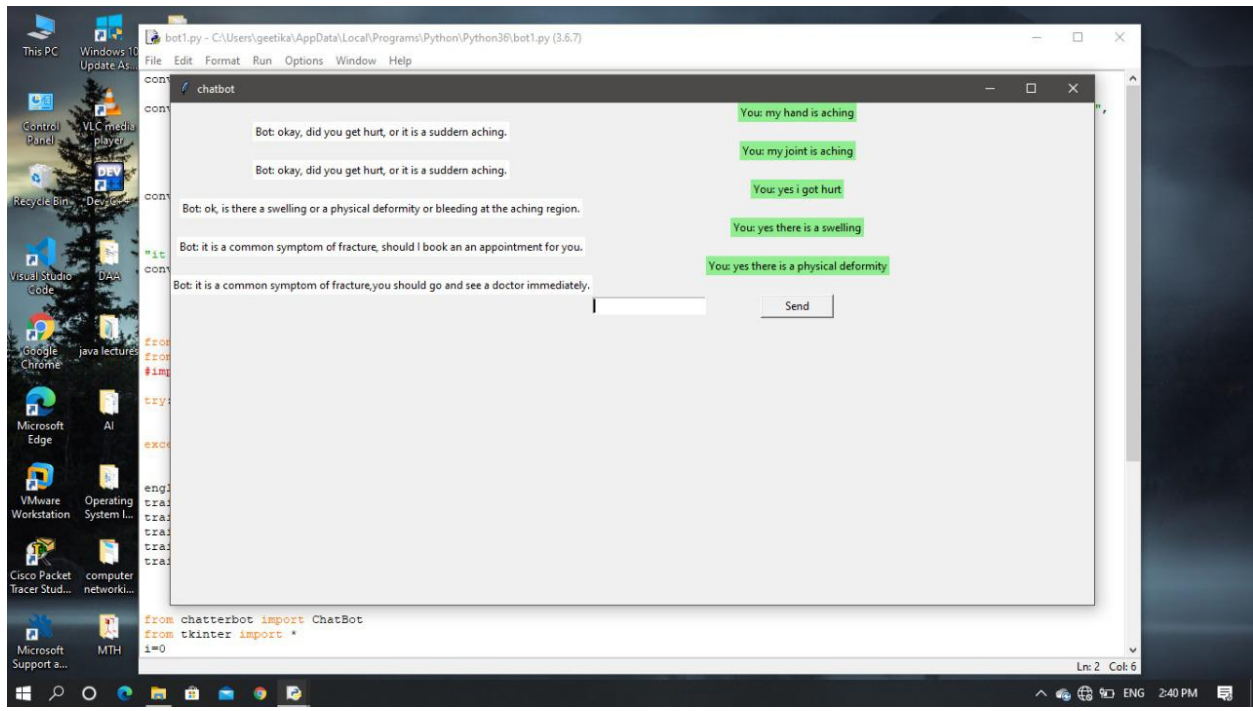 This PC
Windows 10
Update As...
Control
Panel
VLC media
player
Recycle Bin
DEV
Dev-C++
Visual Studio
Code
DAA
Google
Chrome
java lectures
Microsoft
Edge
AI
VMware
Workstation
Operating
System l...
Cisco Packet
Tracer Stud...
computer
networki...
Microsoft
Support a...
MTH
bot1.py - C:\Users\geetika\AppData\Local\Programs\Python\Python36\bot1.py (3.6.7)
File Edit Format Run Options Window Help
chatbot
You: my hand is aching
Bot: okay, did you get hurt, or it is a suddern aching.
You: my joint is aching
Bot: okay, did you get hurt, or it is a suddern aching.
You: yes i got hurt
Bot: ok, is there a swelling or a physical deformity or bleeding at the aching region.
You: yes there is a swelling
Bot: it is a common symptom of fracture, should I book an an appointment for you.
You: yes there is a physical deformity
Bot: it is a common symptom of fracture,you should go and see a doctor immediately.
Send
",
"it
#imp
try:
from chatterbot import ChatBot
from tkinter import *
i=0
Ln: 2 Col: 6
ENG 2:40 PM